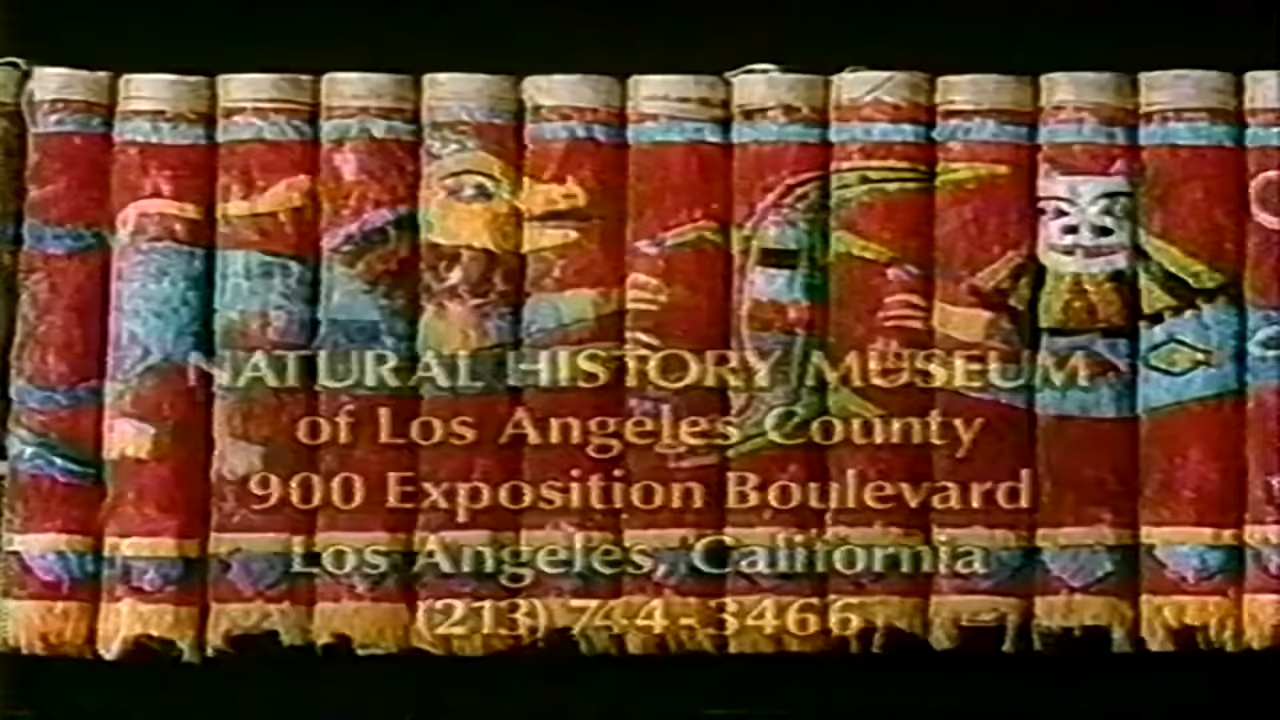 NATURAL HISTORY MUSEUM
of Los Angeles County
900 Exposition Boulevard
Los Angeles, California
(213) 744-3466